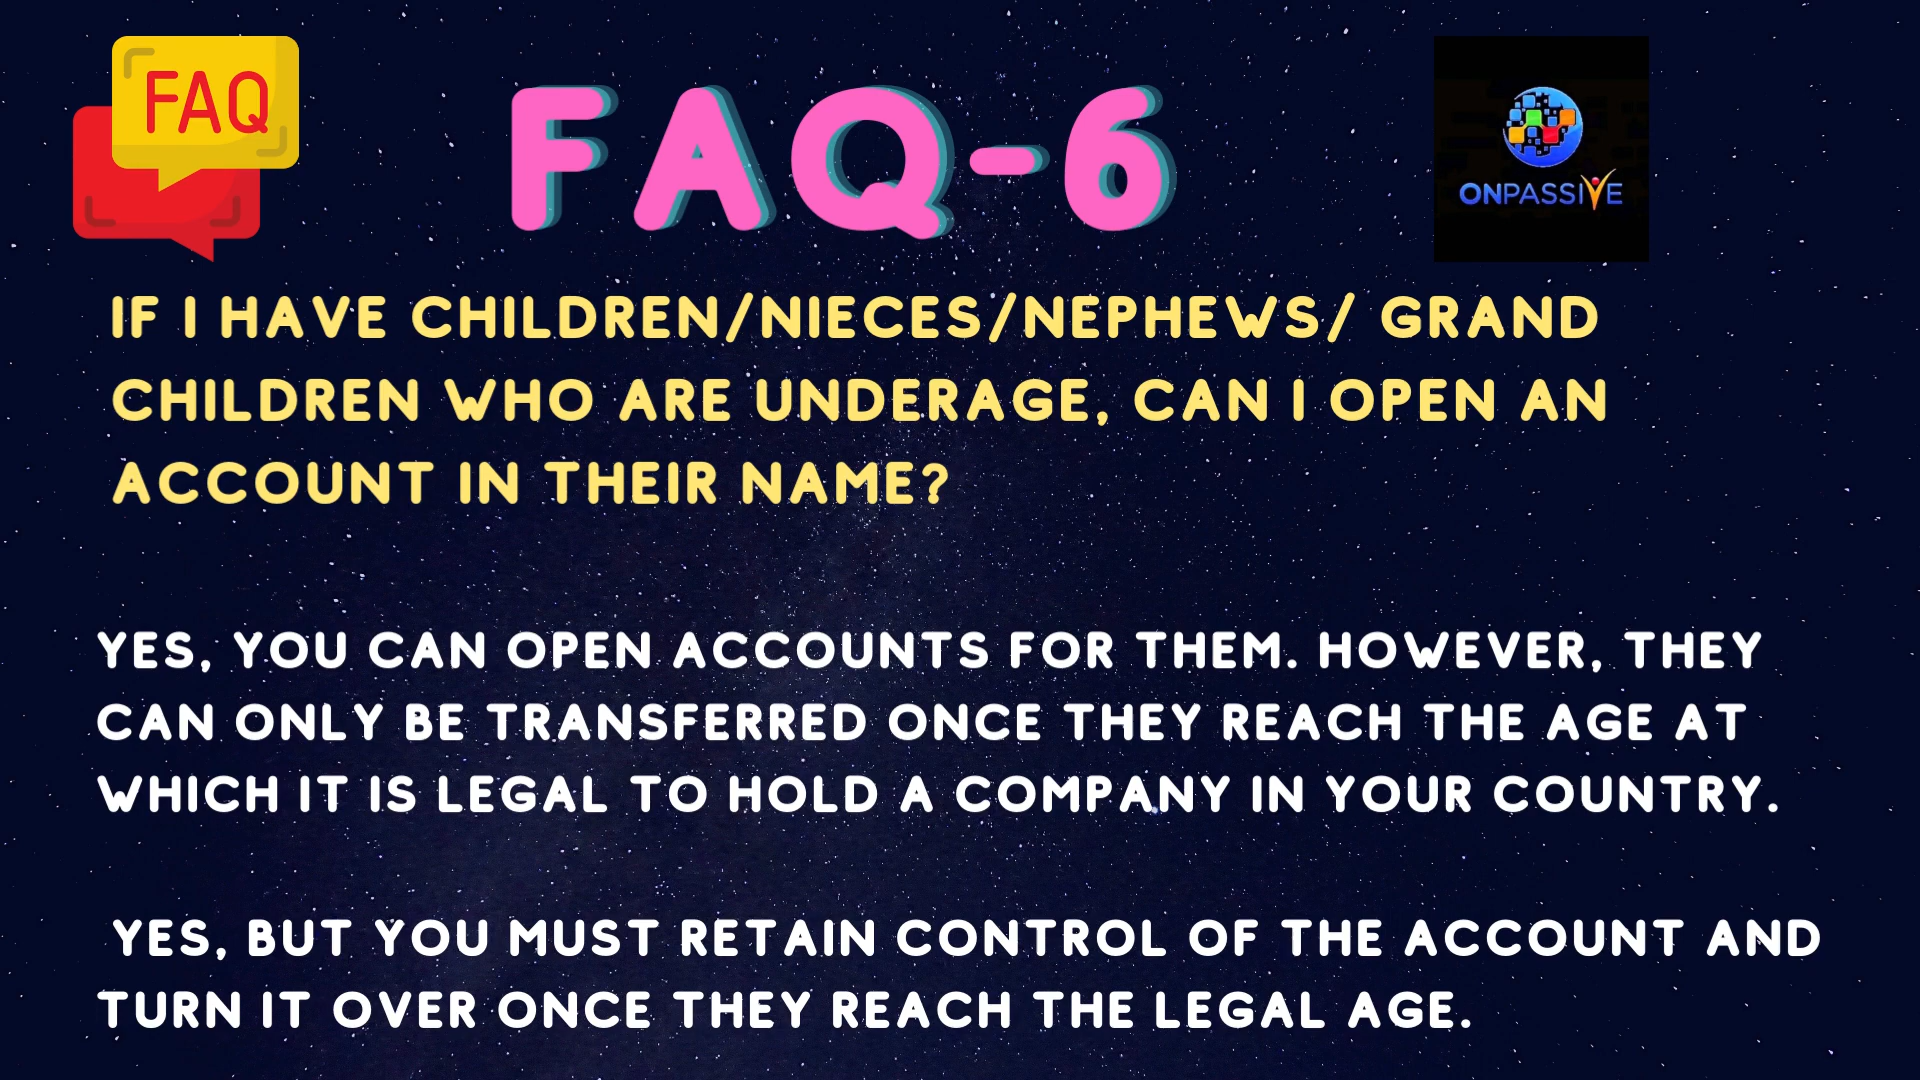 FAQ
FAQ-6
ONPASSIVE
IF I HAVE CHILDREN/NIECES/NEPHEWS/ GRAND
CHILDREN WHO ARE UNDERAGE, CAN I OPEN AN
ACCOUNT IN THEIR NAME?
YES, YOU CAN OPEN ACCOUNTS FOR THEM. HOWEVER, THEY
CAN ONLY BE TRANSFERRED ONCE THEY REACH THE AGE AT
WHICH IT IS LEGAL TO HOLD A COMPANY IN YOUR COUNTRY.
YES, BUT YOU MUST RETAIN CONTROL OF THE ACCOUNT AND
TURN IT OVER ONCE THEY REACH THE LEGAL AGE.